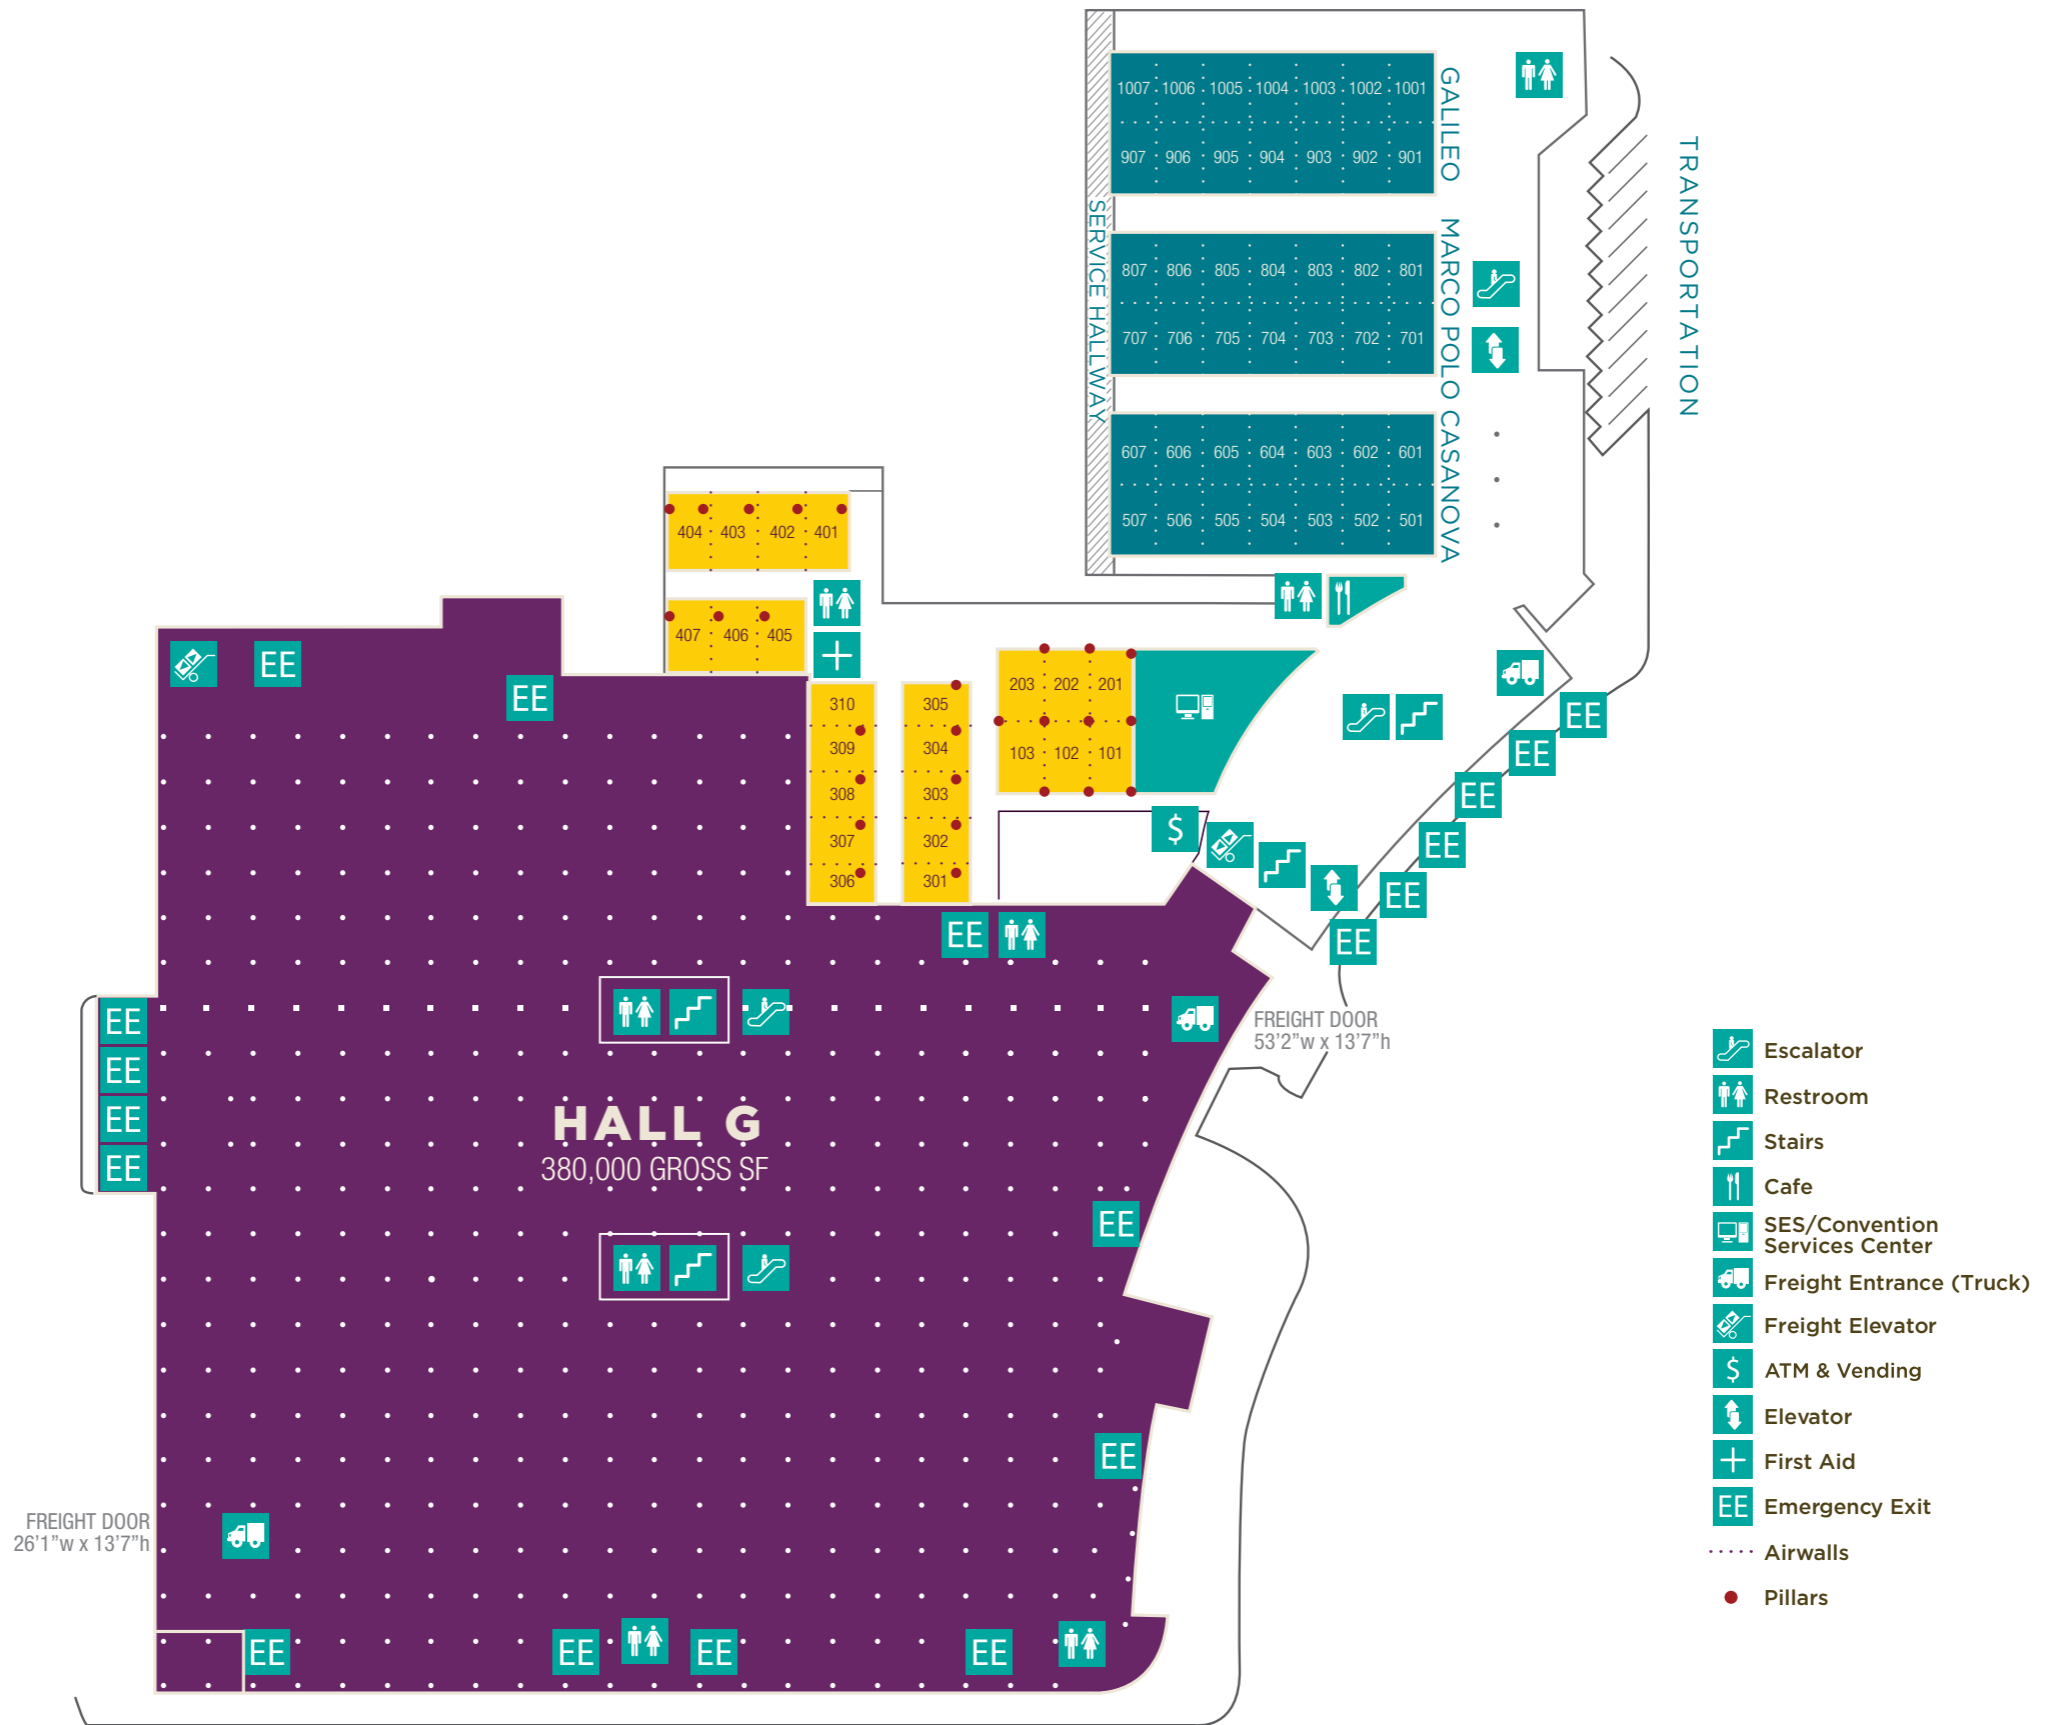 1007 1006 1005 1004 1003 1002 1001
907 906 905 904 903 902 901
GALILEO
TRANSPORTATION
SERVICE HALLWAY
807 806 805 804 803 802 801
707 706 705 704 703 702 701
MARCO POLO
607 606 605 604 603 602 601
507 506 505 504 503 502 501
CASANOVA
404 403 402 401
407 406 405
310
309
308
307
306
305
304
303
302
301
203 202 201
103 102 101
EE
EE
EE
EE
EE
EE
EE
EE
$
EE
EE
EE
EE
EE
FREIGHT DOOR
53'2"w x 13'7"h
HALL G
380,000 GROSS SF
EE
EE
FREIGHT DOOR
26'1"w x 13'7"h
EE
EE
EE
EE
Escalator
Restroom
Stairs
Cafe
SES/Convention
Services Center
Freight Entrance (Truck)
Freight Elevator
$ ATM & Vending
Elevator
First Aid
EE Emergency Exit
Airwalls
Pillars